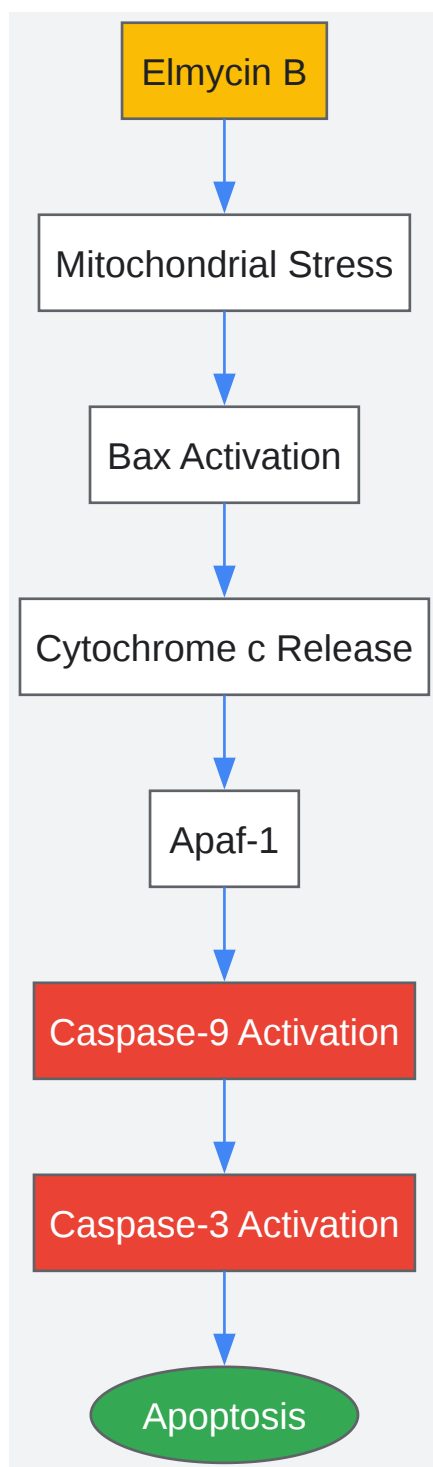 Elmycin B
Mitochondrial Stress
Bax Activation
Cytochrome c Release
Apaf-1
Caspase-9 Activation
Caspase-3 Activation
Apoptosis